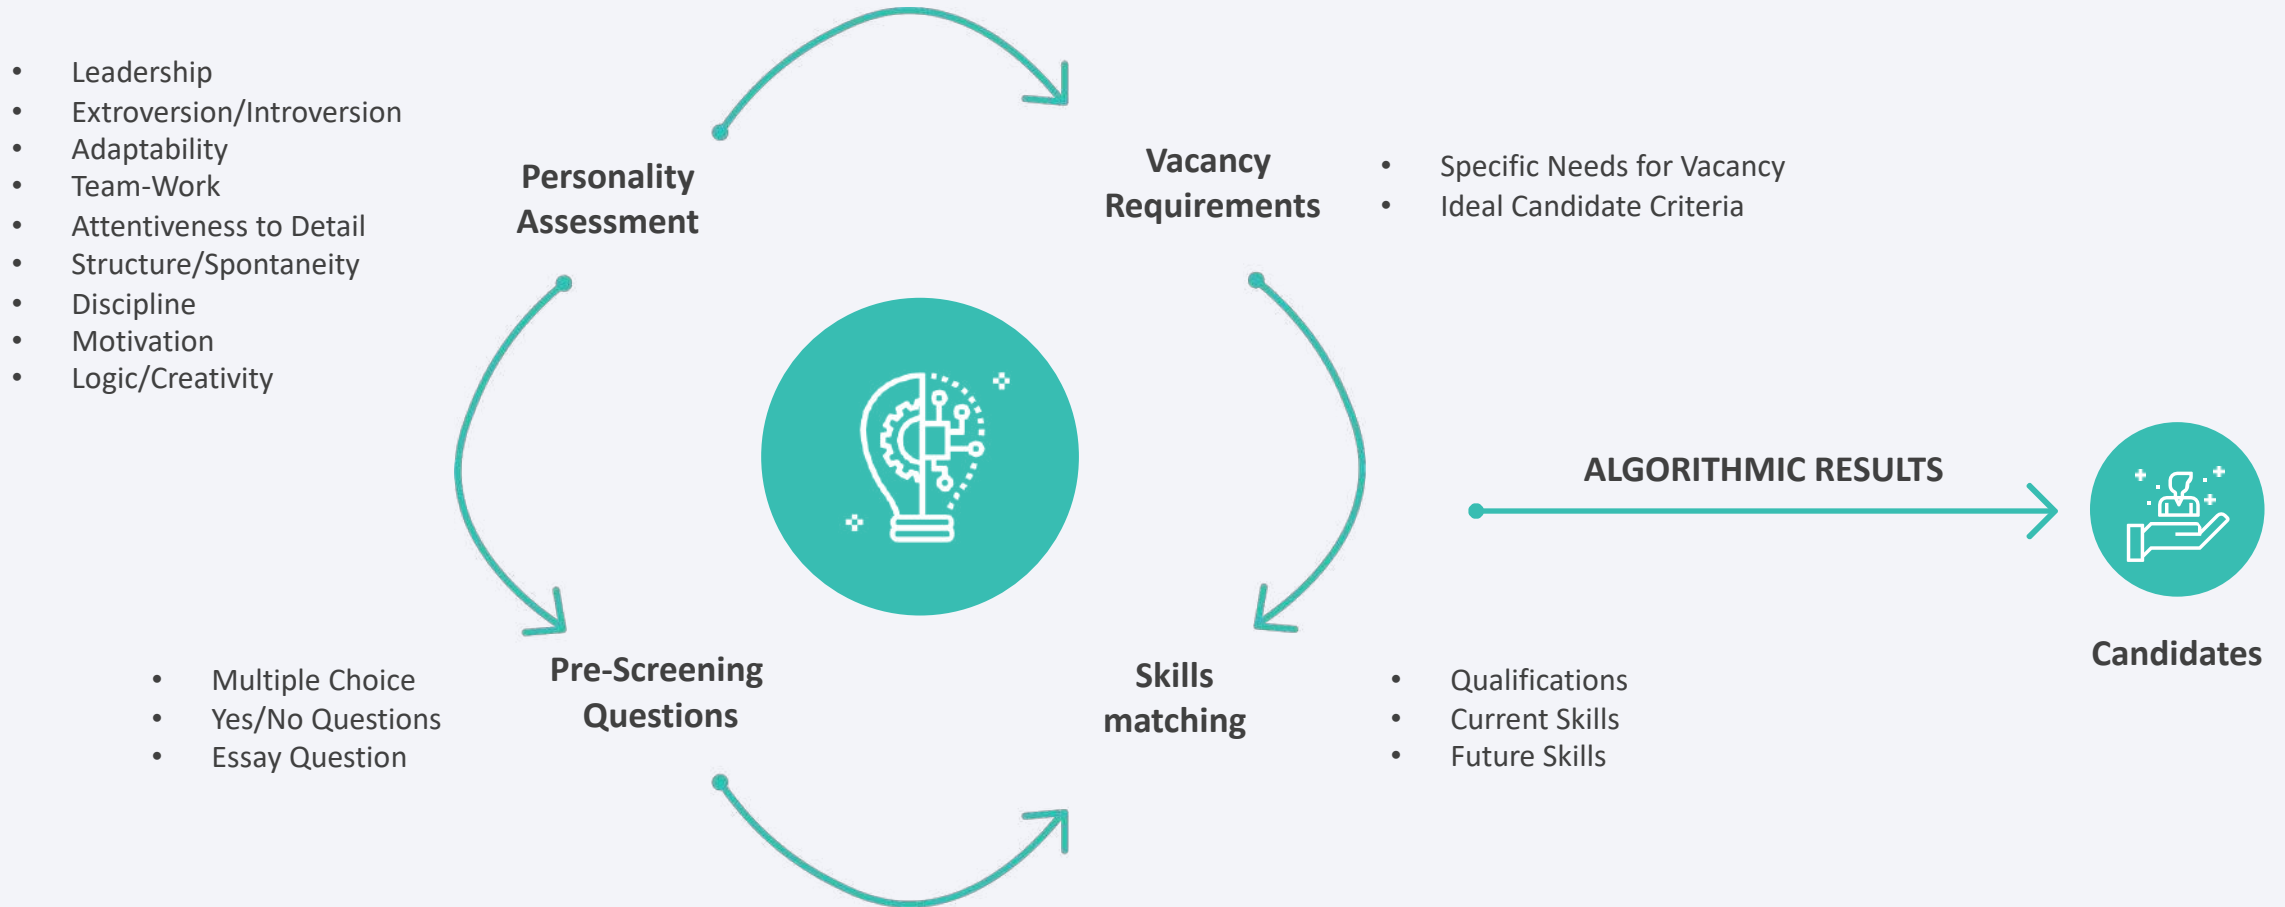 • Leadership
• Extroversion/Introversion
• Adaptability
• Team-Work
• Attentiveness to Detail
• Structure/Spontaneity
• Discipline
• Motivation
• Logic/Creativity
Personality
Assessment
Vacancy
Requirements
• Specific Needs for Vacancy
• Ideal Candidate Criteria
ALGORITHMIC RESULTS
Candidates
• Multiple Choice
• Yes/No Questions
• Essay Question
Pre-Screening
Questions
Skills
matching
• Qualifications
• Current Skills
• Future Skills